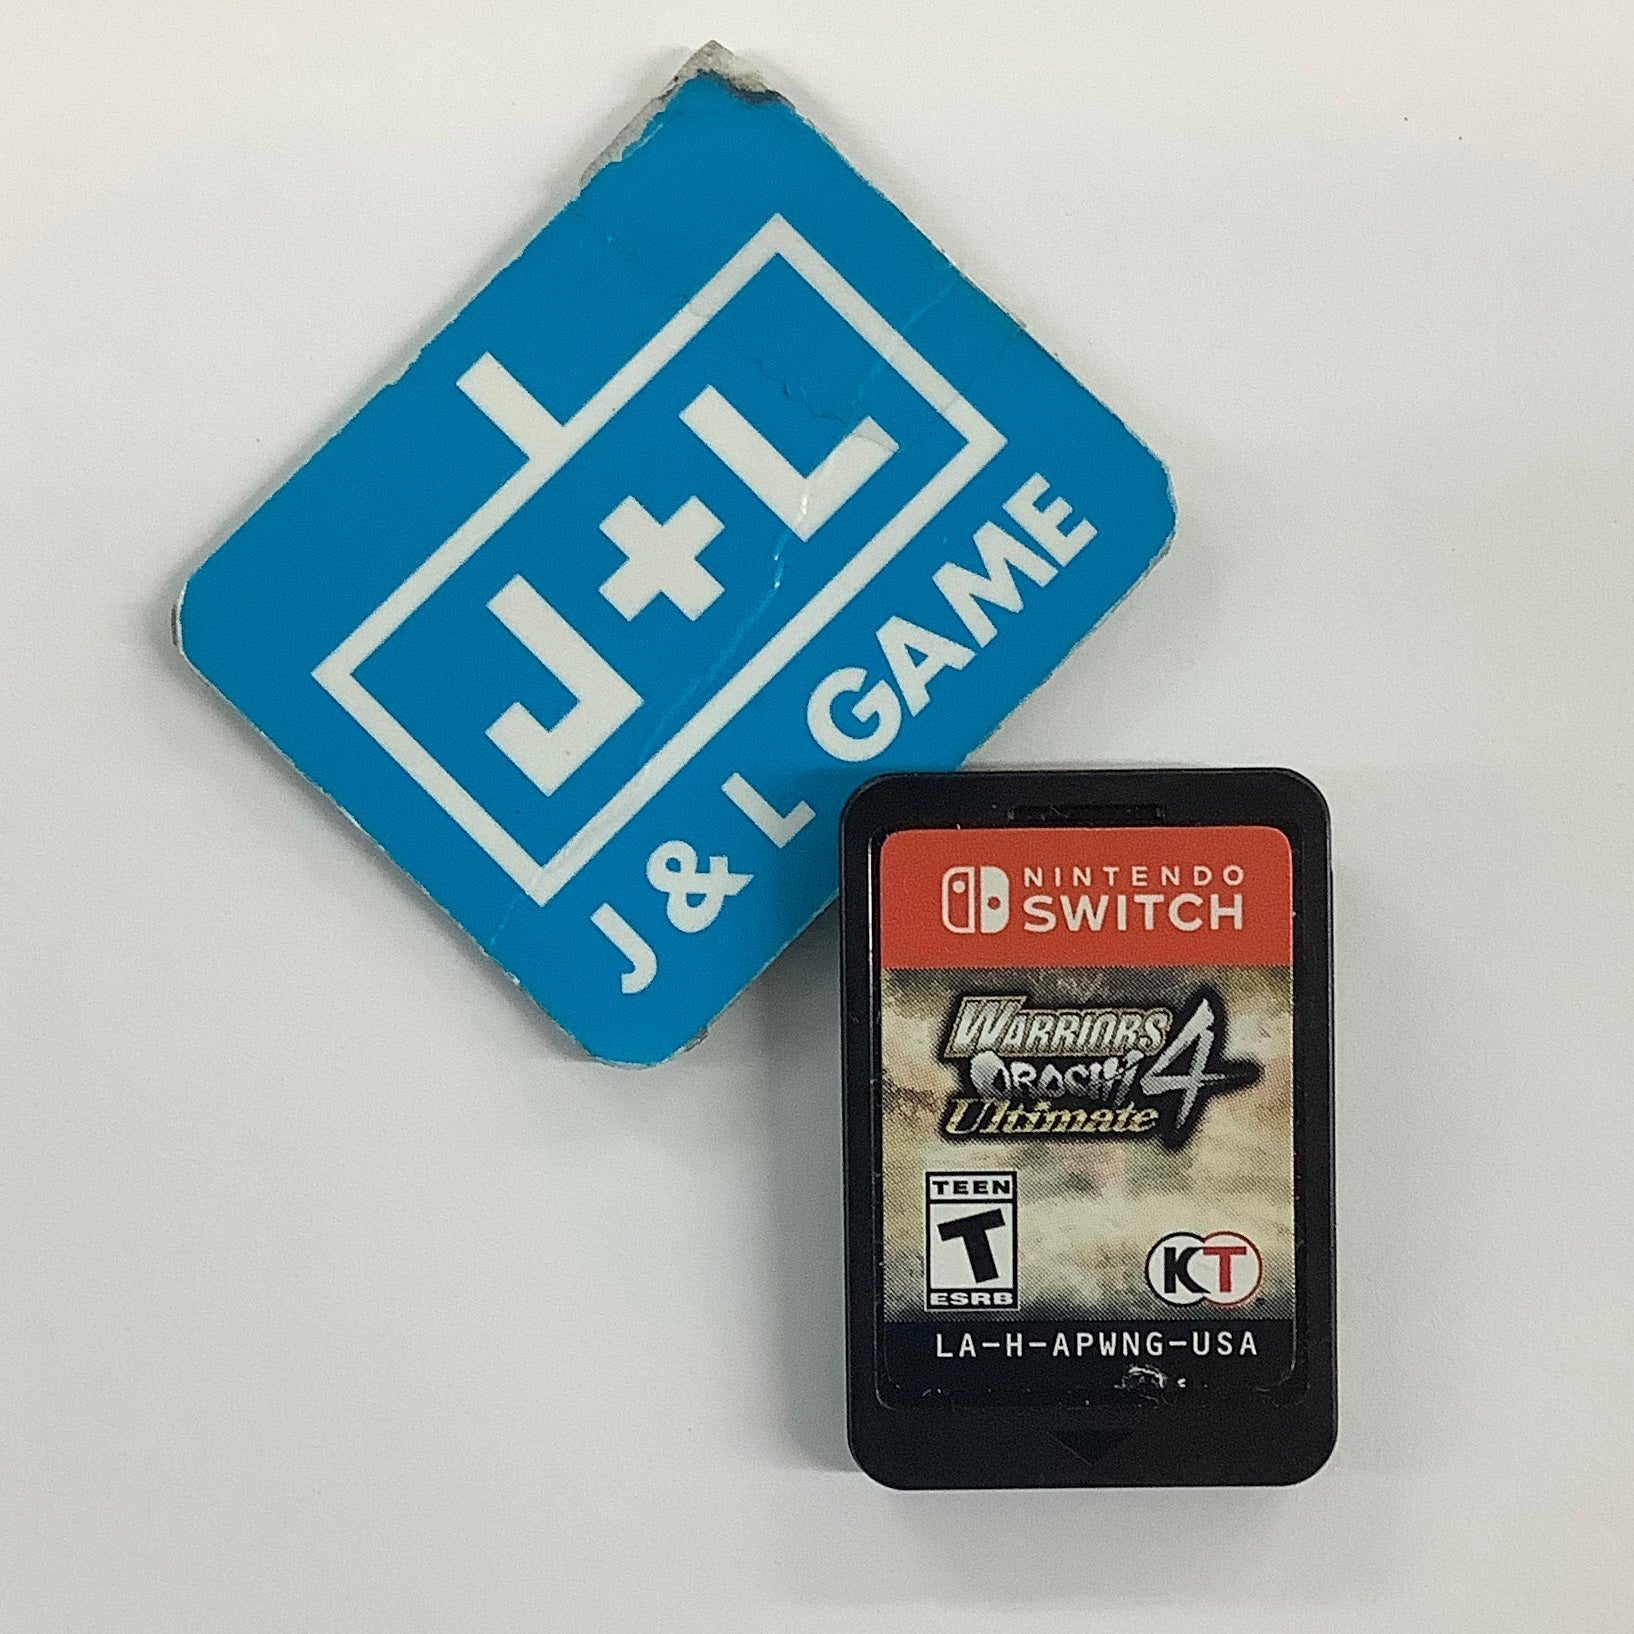 J+L
J & L GAME
NINTENDO
SWITCH
WARRIORS
OROCHI 4
Ultimate
TEEN
T
ESRB
KT
LA-H-APWNG-USA